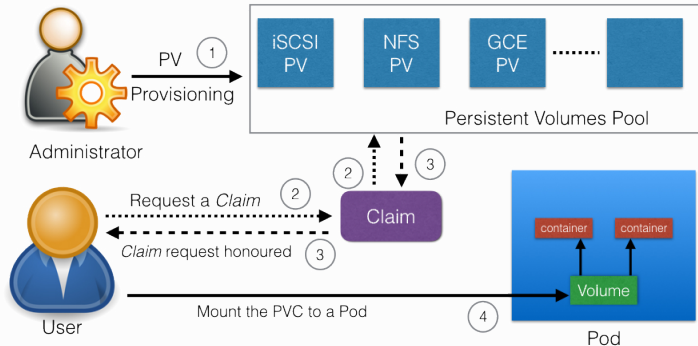 PV
1
Provisioning
Administrator
iSCSI
PV
NFS
PV
GCE
PV
Persistent Volumes Pool
2
3
Request a Claim
2
Claim
Claim request honoured
3
User
Mount the PVC to a Pod
4
container
container
Volume
Pod